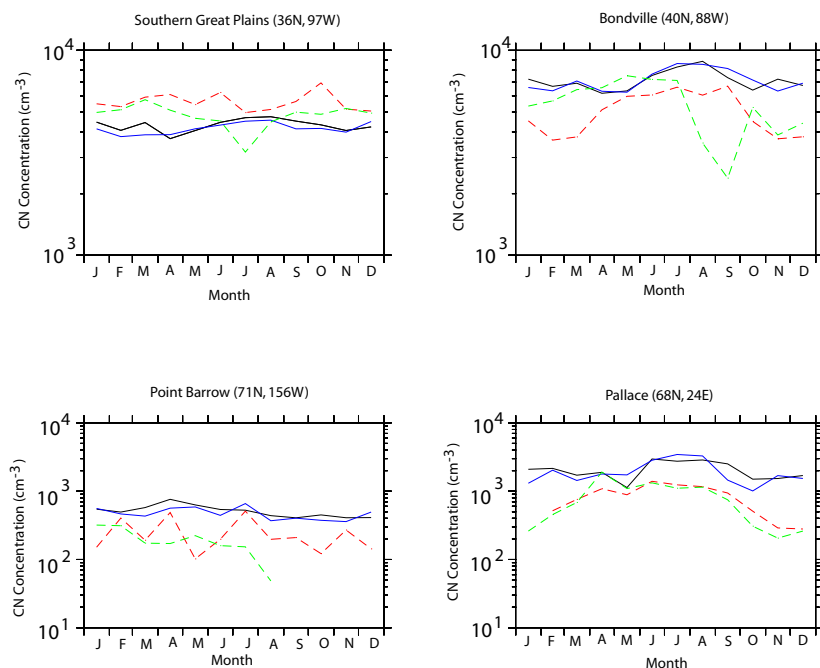 Southern Great Plains (36N, 97W)
10^4
CN Concentration (cm^-3)
10^3
J F M A M J J A S O N D
Month
Bondville (40N, 88W)
10^4
CN Concentration (cm^-3)
10^3
J F M A M J J A S O N D
Month
Point Barrow (71N, 156W)
10^4
10^3
10^2
10^1
CN Concentration (cm^-3)
J F M A M J J A S O N D
Month
Pallace (68N, 24E)
10^4
10^3
10^2
10^1
CN Concentration (cm^-3)
J F M A M J J A S O N D
Month